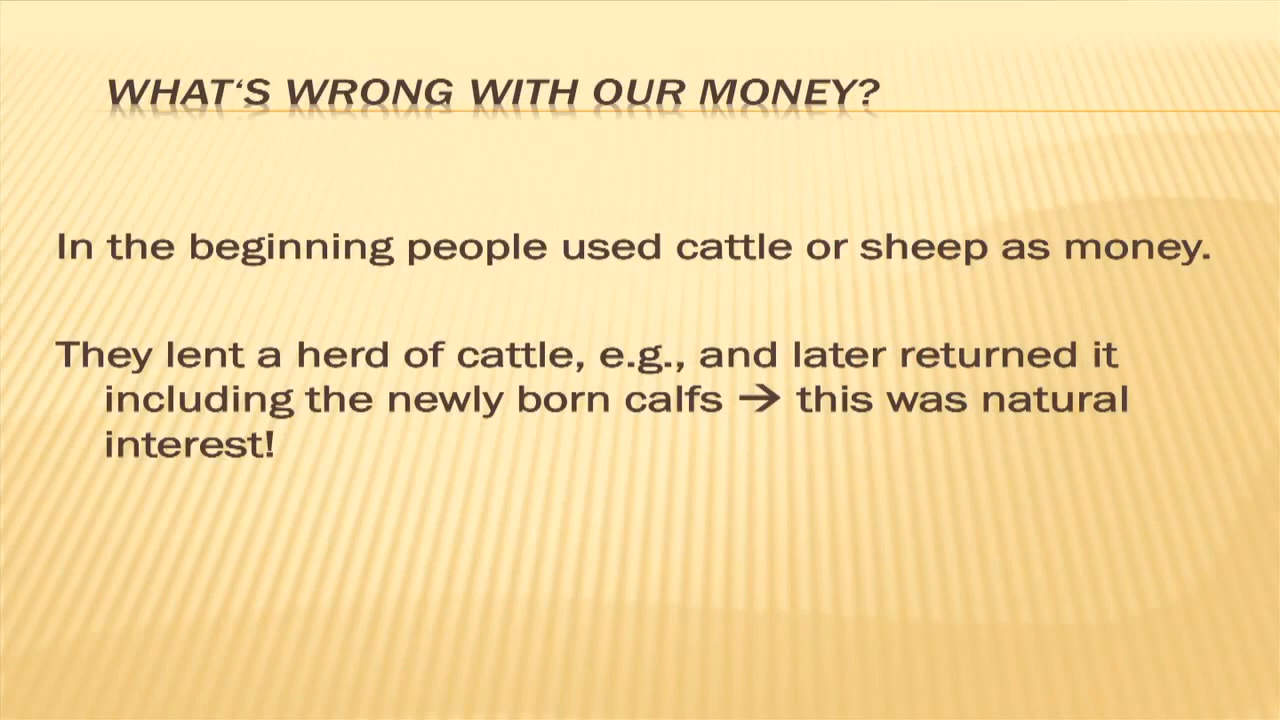 WHAT‘S WRONG WITH OUR MONEY?
In the beginning people used cattle or sheep as money.
They lent a herd of cattle, e.g., and later returned it
including the newly born calfs → this was natural
interest!